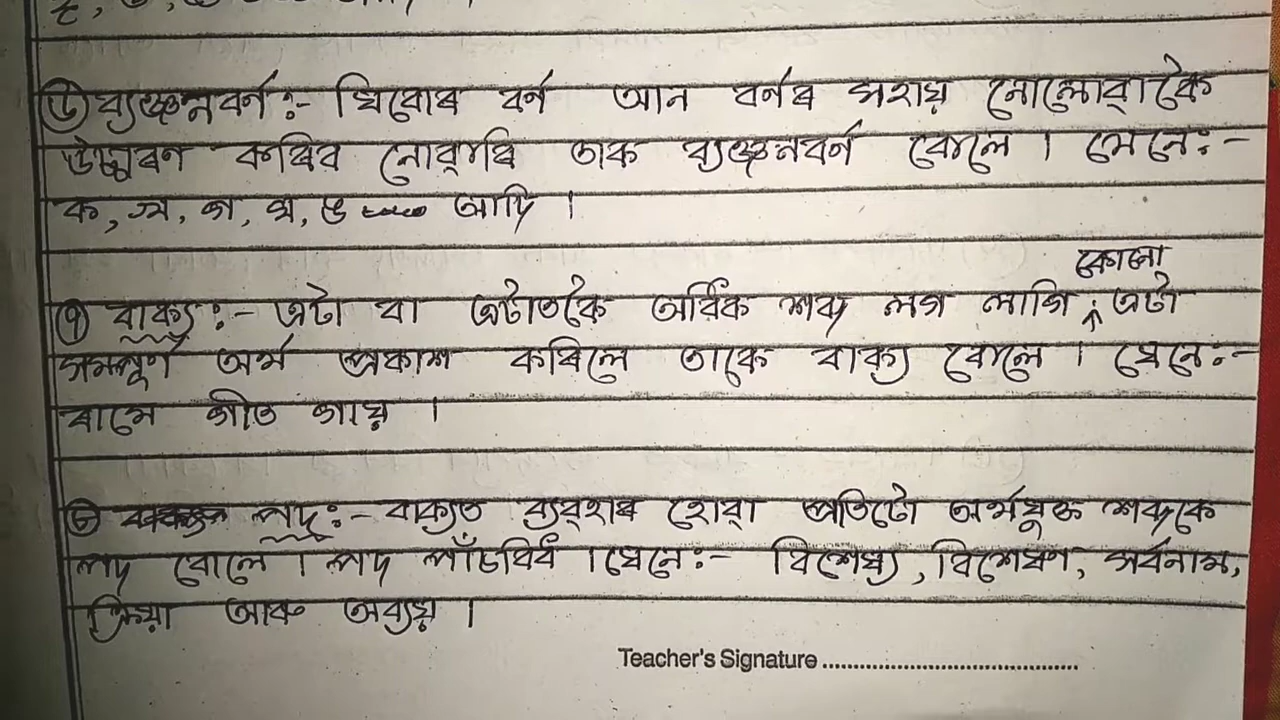 ৬) ব্যঞ্জনবৰ্ন :- যিবোৰ বৰ্ন আন বৰ্নৰ সহায় নোলোৱাকৈ
উচ্চাৰণ কৰিব নোৱাৰি তাক ব্যঞ্জনবৰ্ন বোলে । যেনে:-
ক, খ, গ, ঘ, ঙ ..... আদি ।
কোনো
৭) বাক্য :- এটা বা এটাতকৈ অধিক শব্দ লগ লাগি এটা
সম্পূৰ্ণ অৰ্থ প্ৰকাশ কৰিলে তাকে বাক্য বোলে । যেনে:-
ৰামে গীত গায় ।
৮) পদ :- বাক্যত ব্যৱহাৰ হোৱা প্ৰতিটো অৰ্থযুক্ত শব্দকে
পদ বোলে । পদ পাঁচবিধ । যেনে:- বিশেষ্য, বিশেষণ, সৰ্বনাম,
ক্ৰিয়া আৰু অব্যয় ।
Teacher's Signature ..........................................